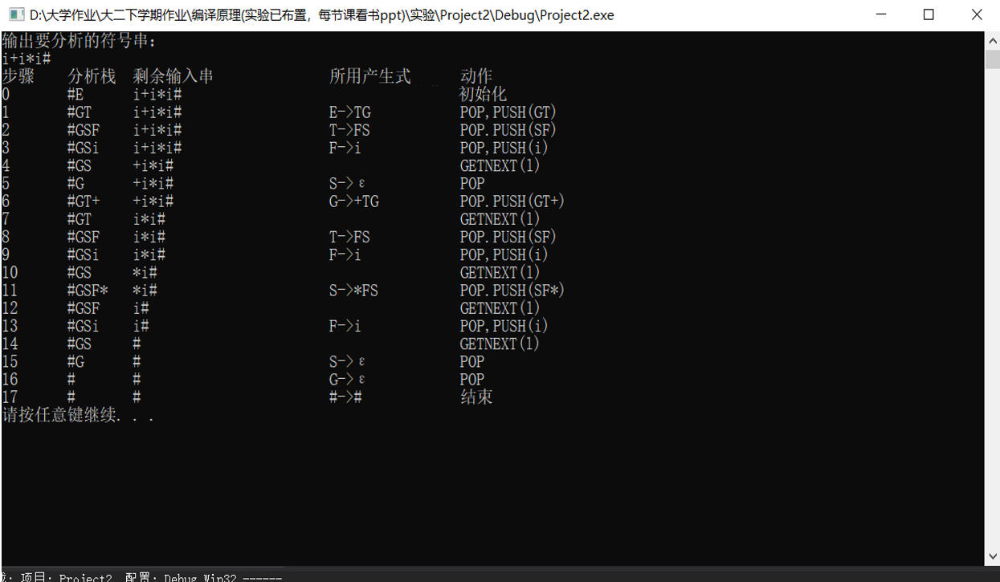 D:\大学作业\大二下学期作业\编译原理(实验已布置，每节课看书ppt)\实验\Project2\Debug\Project2.exe
输出要分析的符号串:
i+i*i#
步骤 分析栈 剩余输入串 所用产生式 动作
0 #E i+i*i# 初始化
1 #GT i+i*i# E->TG POP,PUSH(GT)
2 #GSF i+i*i# T->FS POP.PUSH(SF)
3 #GSi i+i*i# F->i POP,PUSH(i)
4 #GS +i*i# GETNEXT(l)
5 #G +i*i# S->ε POP
6 #GT+ +i*i# G->+TG POP.PUSH(GT+)
7 #GT i*i# GETNEXT(l)
8 #GSF i*i# T->FS POP.PUSH(SF)
9 #GSi i*i# F->i POP,PUSH(i)
10 #GS *i# GETNEXT(l)
11 #GSF* *i# S->*FS POP.PUSH(SF*)
12 #GSF i# GETNEXT(l)
13 #GSi i# F->i POP,PUSH(i)
14 #GS # GETNEXT(l)
15 #G # S->ε POP
16 # # G->ε POP
17 # # #->#  结束
请按任意键继续. . .
项目: Project2, 配置: Debug Win32 ------